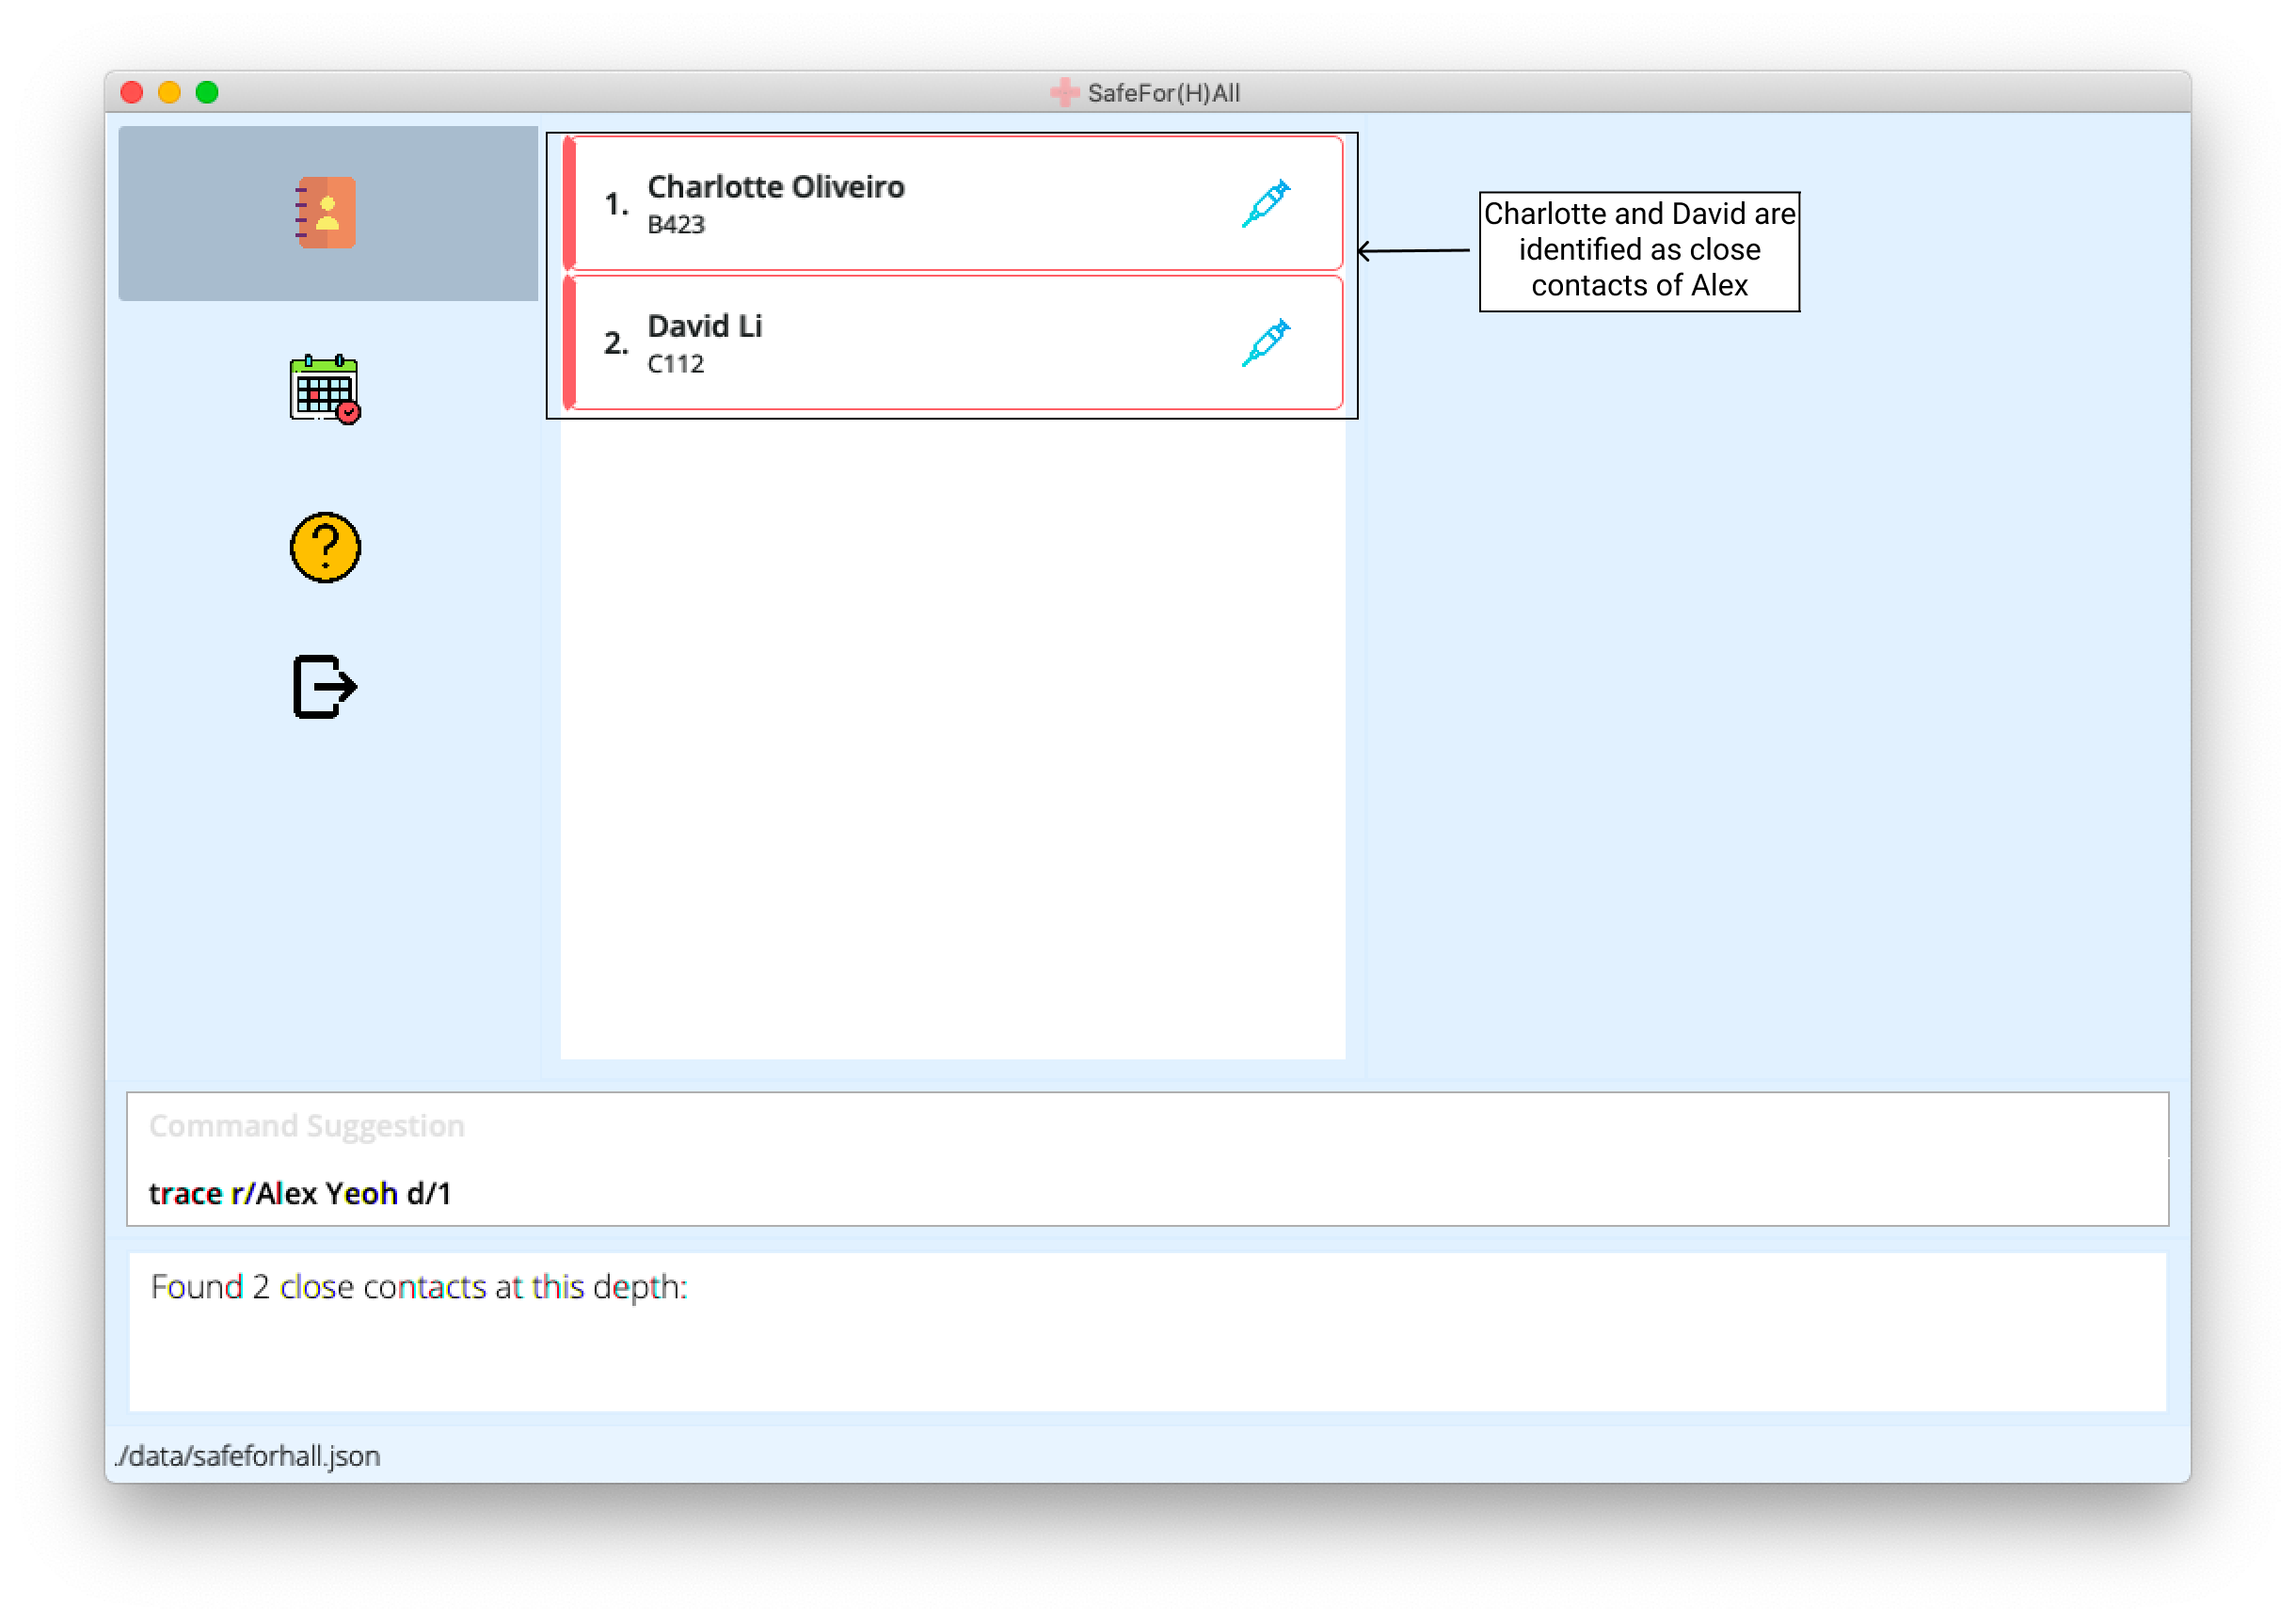 SafeFor(H)All
1.
Charlotte Oliveiro
B423
2.
David Li
C112
Charlotte and David are
identified as close
contacts of Alex
Command Suggestion
trace r/Alex Yeoh d/1
Found 2 close contacts at this depth:
./data/safeforhall.json